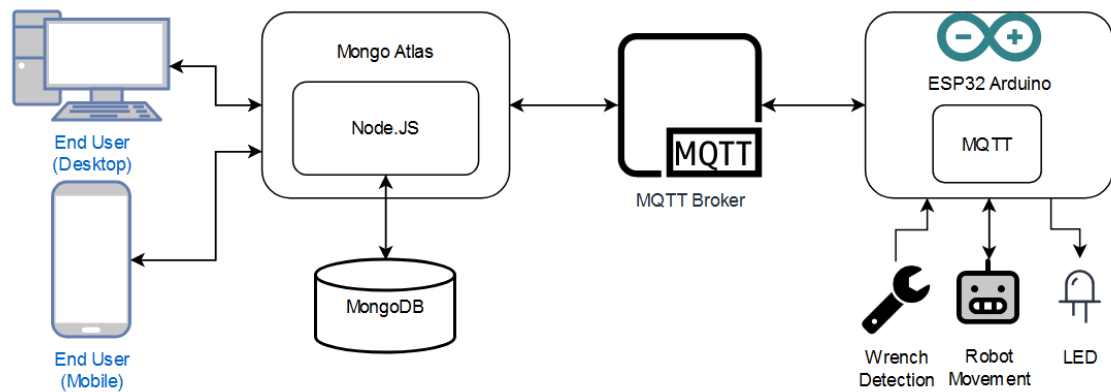 End User
(Desktop)
End User
(Mobile)
Mongo Atlas
Node.JS
MongoDB
MQTT
MQTT Broker
ESP32 Arduino
MQTT
Wrench
Detection
Robot
Movement
LED